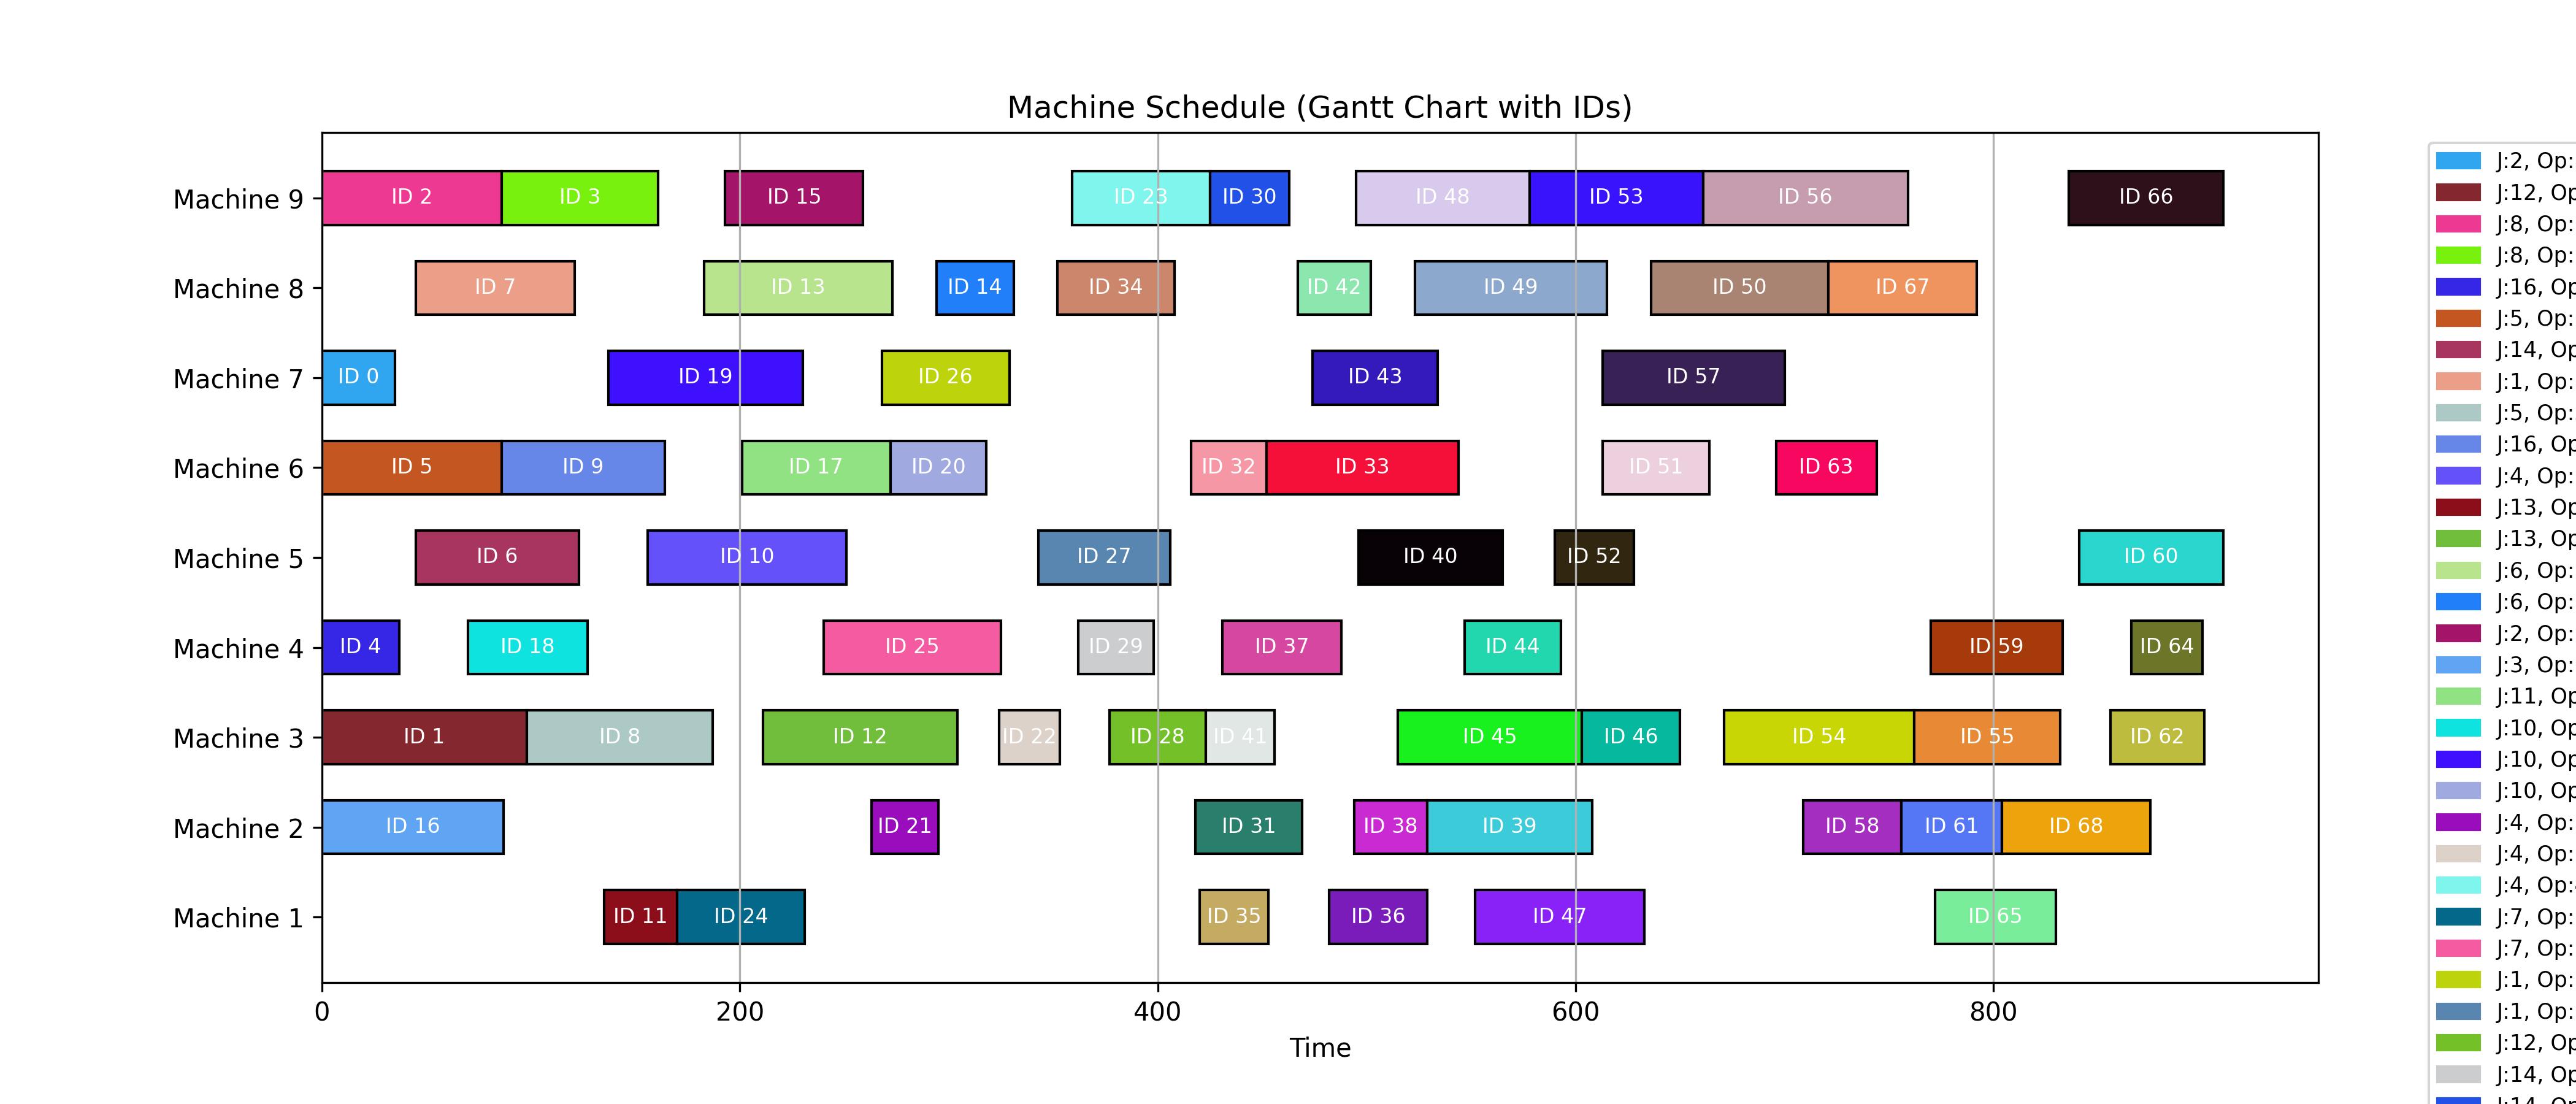 Machine Schedule (Gantt Chart with IDs)
Machine 9
ID 2
ID 3
ID 15
ID 23
ID 30
ID 48
ID 53
ID 56
ID 66
Machine 8
ID 7
ID 13
ID 14
ID 34
ID 42
ID 49
ID 50
ID 67
Machine 7
ID 0
ID 19
ID 26
ID 43
ID 57
Machine 6
ID 5
ID 9
ID 17
ID 20
ID 32
ID 33
ID 51
ID 63
Machine 5
ID 6
ID 10
ID 27
ID 40
ID 52
ID 60
Machine 4
ID 4
ID 18
ID 25
ID 29
ID 37
ID 44
ID 59
ID 64
Machine 3
ID 1
ID 8
ID 12
ID 22
ID 28
ID 41
ID 45
ID 46
ID 54
ID 55
ID 62
Machine 2
ID 16
ID 21
ID 31
ID 38
ID 39
ID 58
ID 61
ID 68
Machine 1
ID 11
ID 24
ID 35
ID 36
ID 47
ID 65
0
200
400
600
800
Time
J:2, Op:
J:12, Op
J:8, Op:
J:8, Op:
J:16, Op
J:5, Op:
J:14, Op
J:1, Op:
J:5, Op:
J:16, Op
J:4, Op:
J:13, Op
J:13, Op
J:6, Op:
J:6, Op:
J:2, Op:
J:3, Op:
J:11, Op
J:10, Op
J:10, Op
J:10, Op
J:4, Op:
J:4, Op:
J:4, Op:
J:7, Op:
J:7, Op:
J:1, Op:
J:1, Op:
J:12, Op
J:14, Op